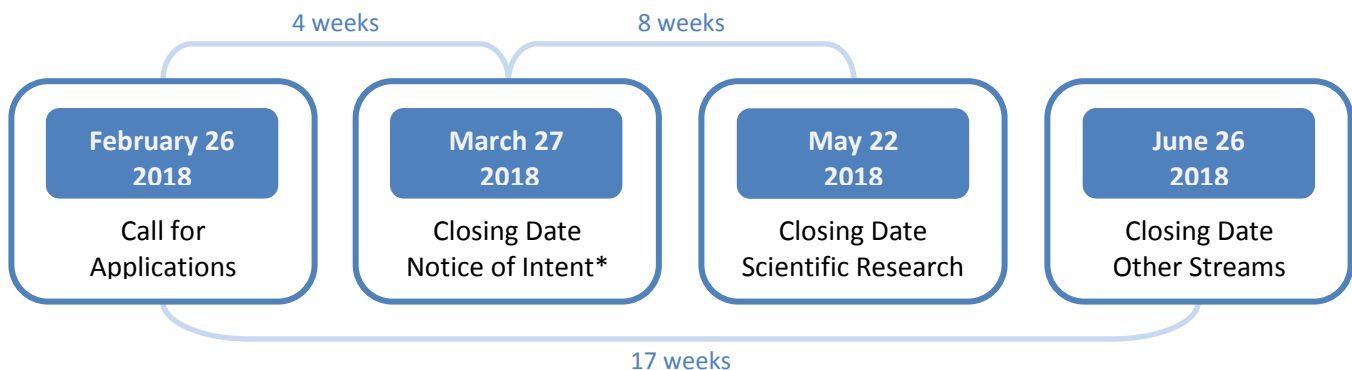 4 weeks
8 weeks
February 26
2018
Call for
Applications
March 27
2018
Closing Date
Notice of Intent*
May 22
2018
Closing Date
Scientific Research
June 26
2018
Closing Date
Other Streams
17 weeks